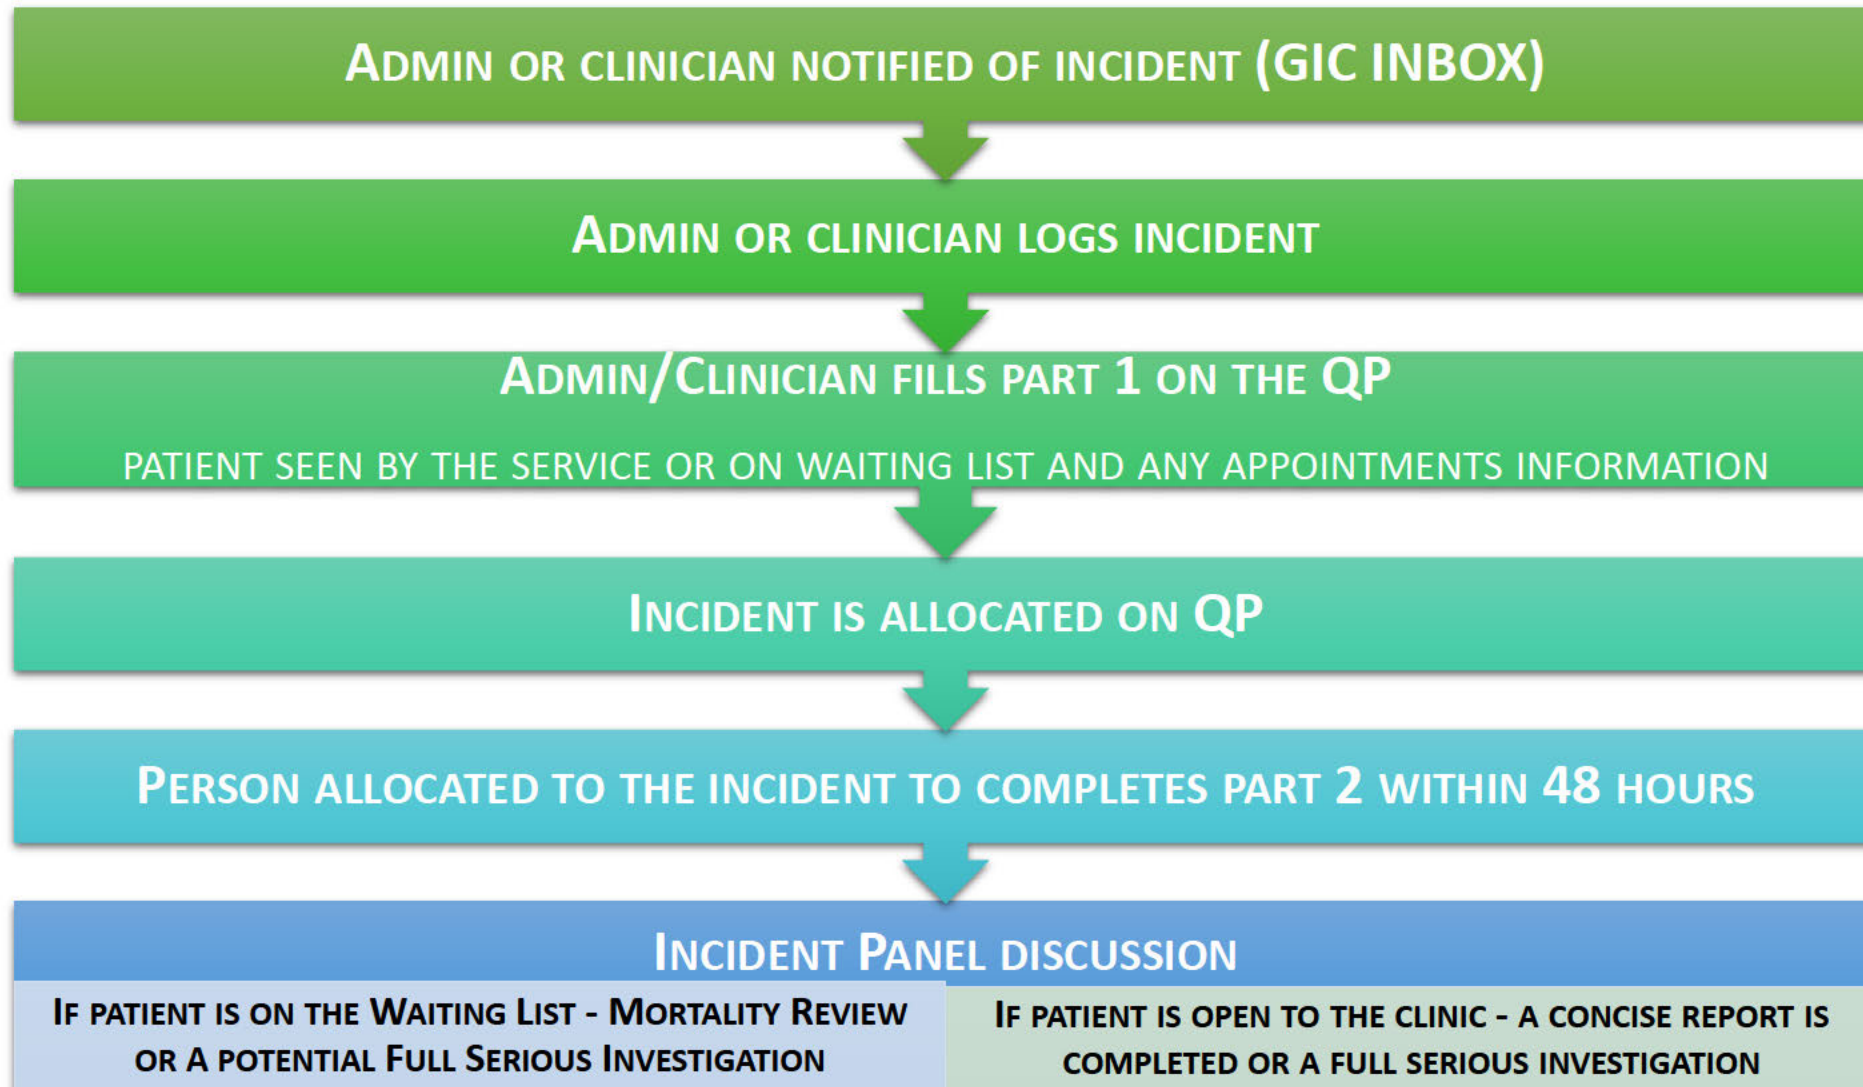 Admin or clinician notified of incident (GIC INBOX)
Admin or clinician logs incident
Admin/Clinician fills part 1 on the QP
patient seen by the service or on waiting list and any appointments information
Incident is allocated on QP
Person allocated to the incident to completes part 2 within 48 hours
Incident Panel discussion
If patient is on the Waiting List - Mortality Review
or A potential Full Serious Investigation
If patient is open to the clinic - a concise report is
completed or a full serious investigation